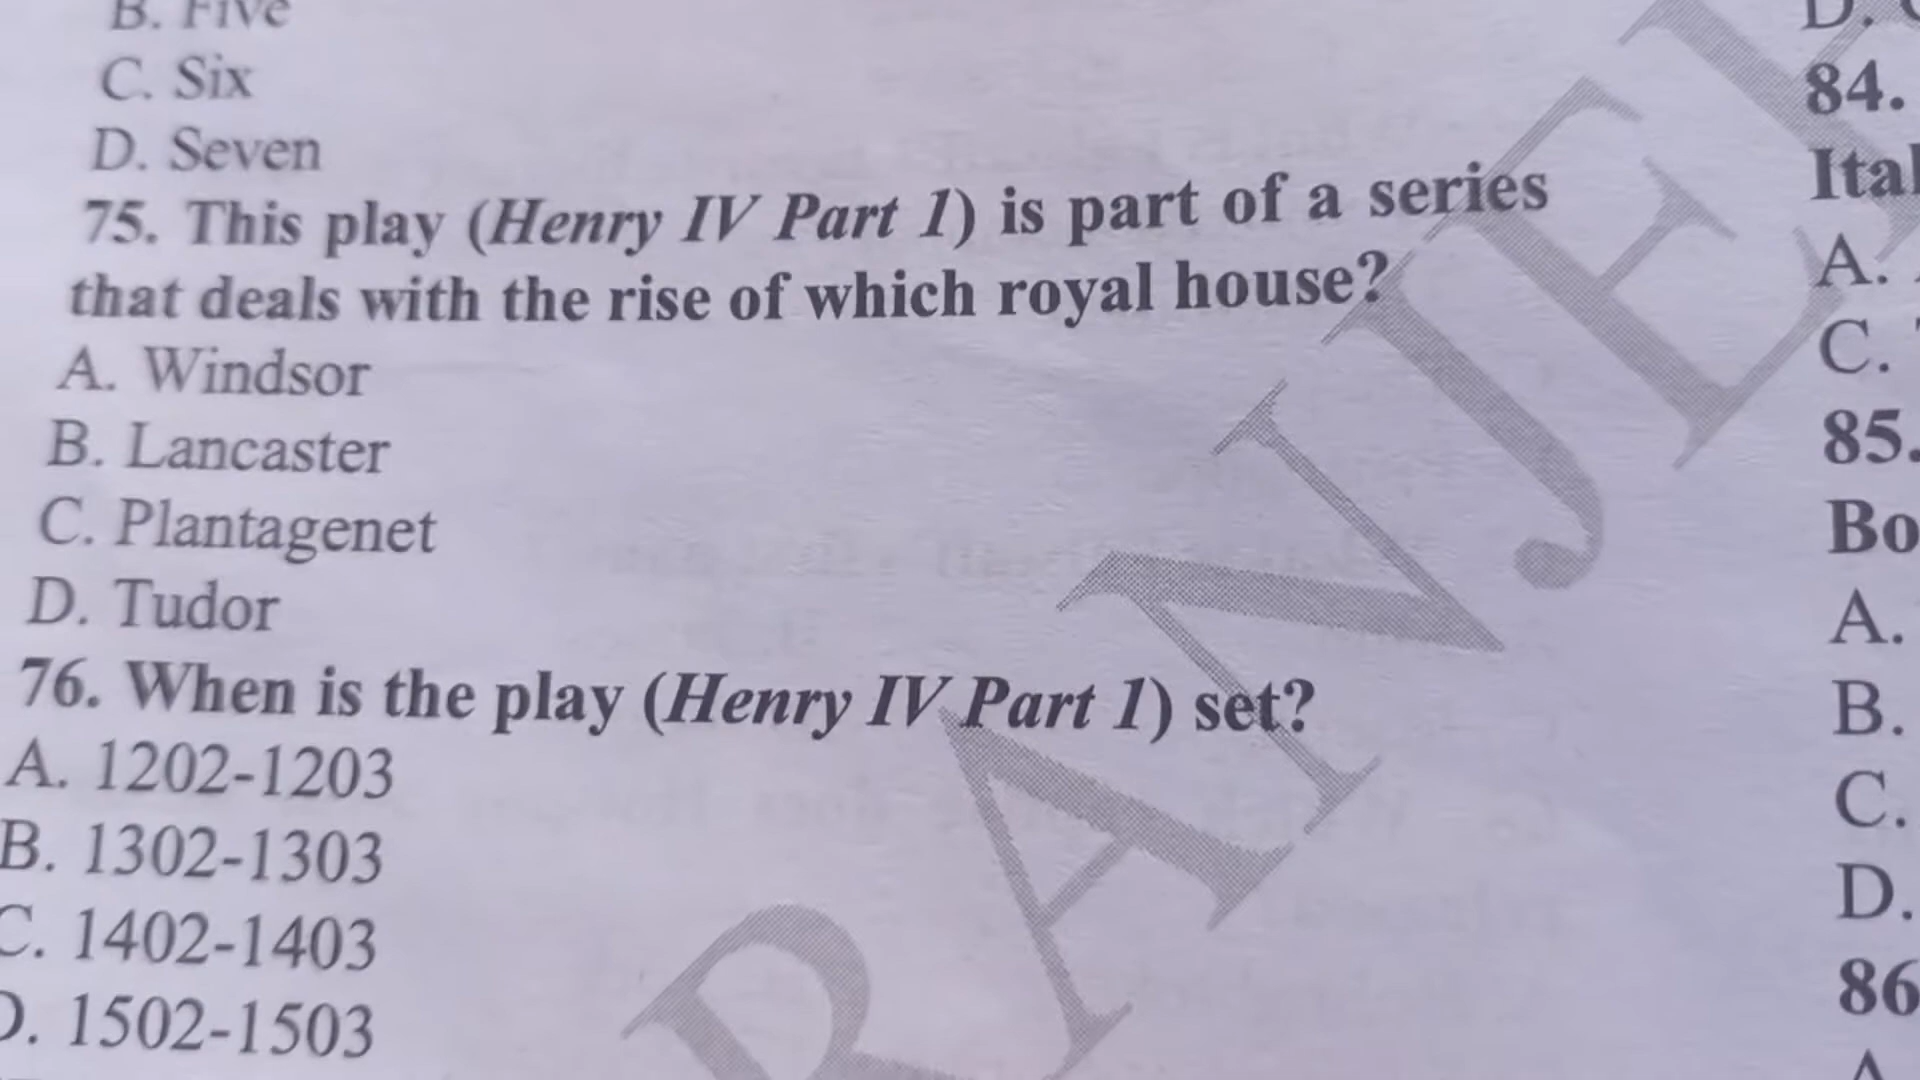 B. Five
C. Six
D. Seven
75. This play (Henry IV Part 1) is part of a series
that deals with the rise of which royal house?
A. Windsor
B. Lancaster
C. Plantagenet
D. Tudor
76. When is the play (Henry IV Part 1) set?
A. 1202-1203
B. 1302-1303
C. 1402-1403
D. 1502-1503
D.
84.
A.
C.
85.
Bo
A.
B.
C.
D.
86
RANJE